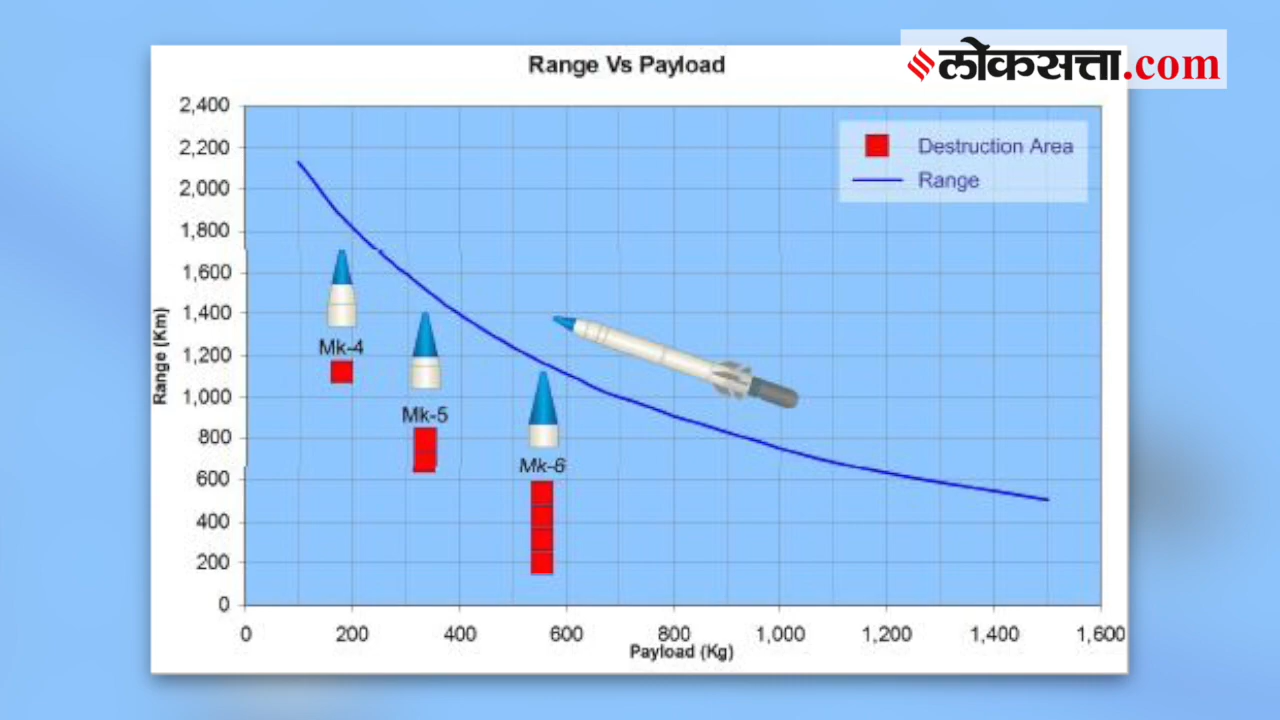 Range Vs Payload
लोकसत्ता.com
2,400
2,200
2,000
1,800
1,600
1,400
1,200
1,000
800
600
400
200
0
Range (Km)
Destruction Area
Range
Mk-4
Mk-5
Mk-6
0 200 400 600 800 1,000 1,200 1,400 1,600
Payload (Kg)